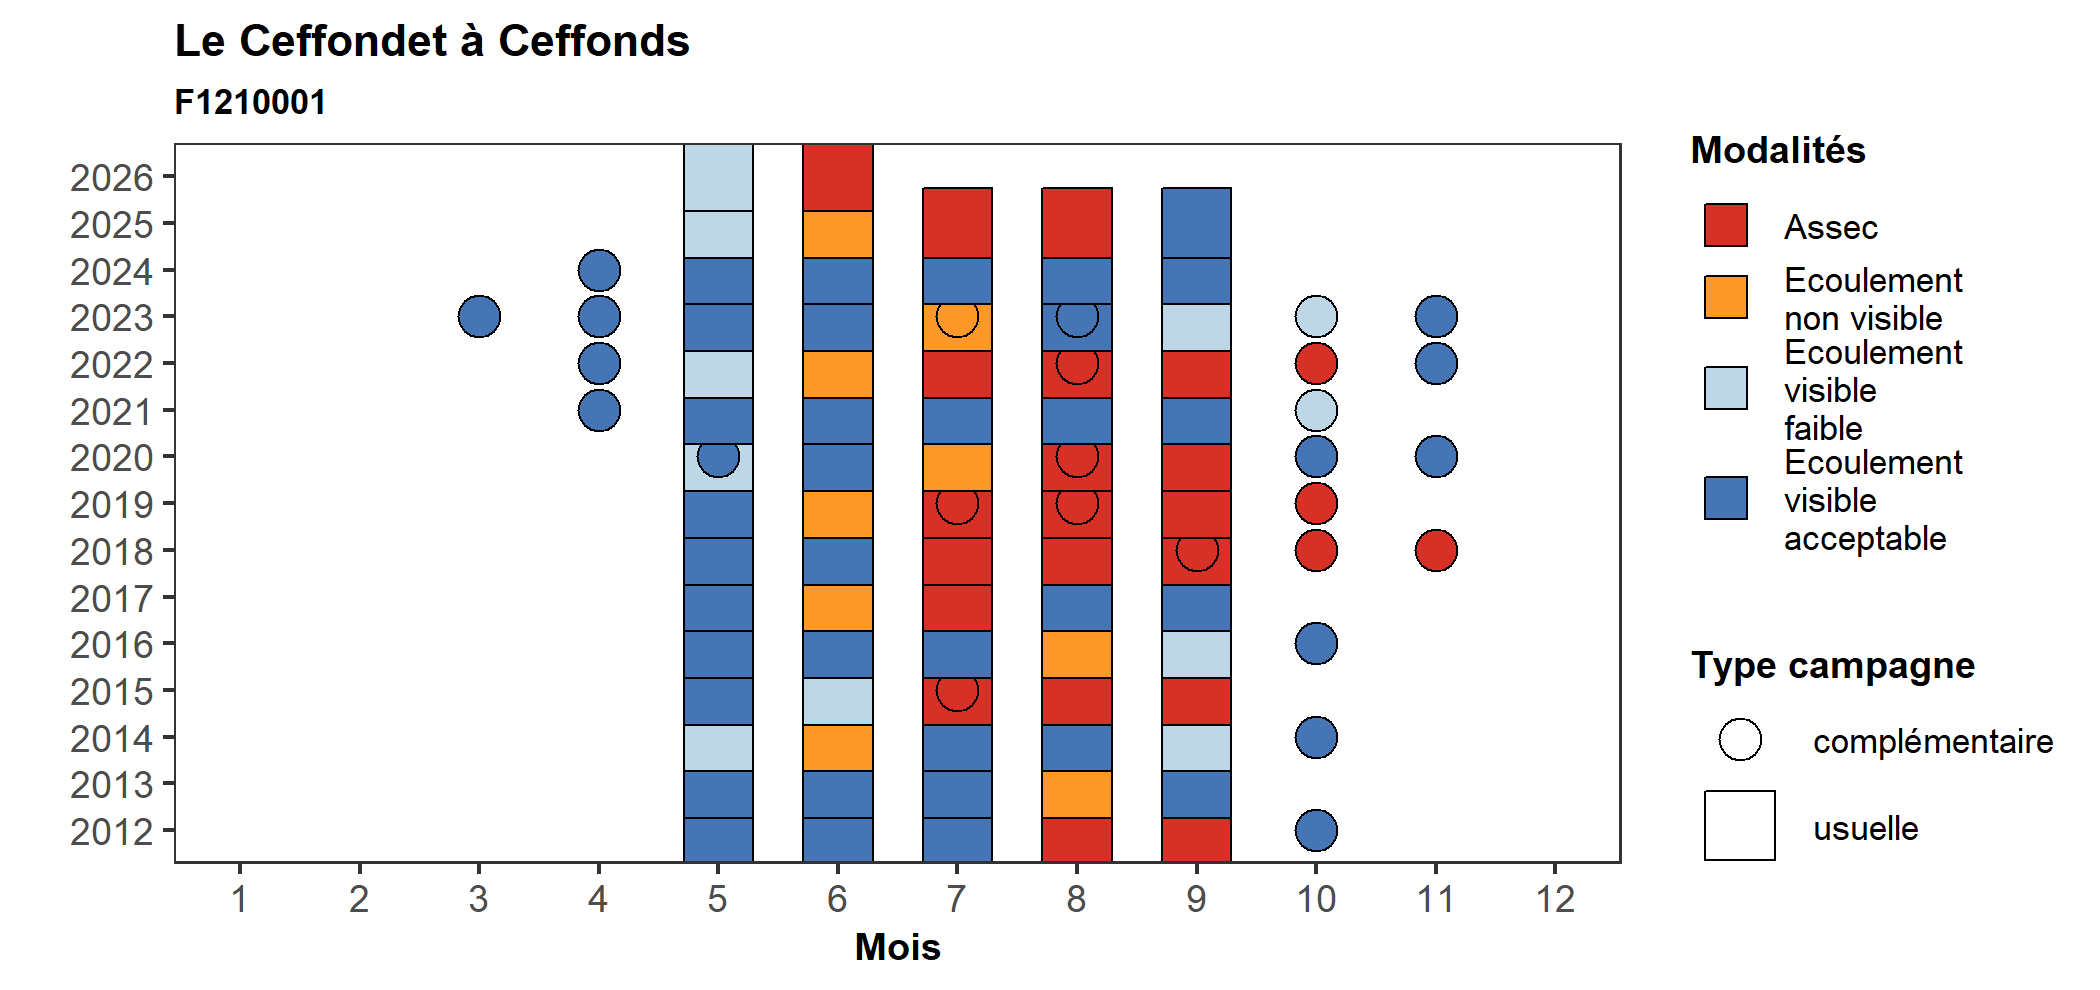 Le Ceffondet à Ceffonds
F1210001
2026
2025
2024
2023
2022
2021
2020
2019
2018
2017
2016
2015
2014
2013
2012
1 2 3 4 5 6 7 8 9 10 11 12
Mois
Modalités
Assec
Ecoulement
non visible
Ecoulement
visible
faible
Ecoulement
visible
acceptable
Type campagne
complémentaire
usuelle